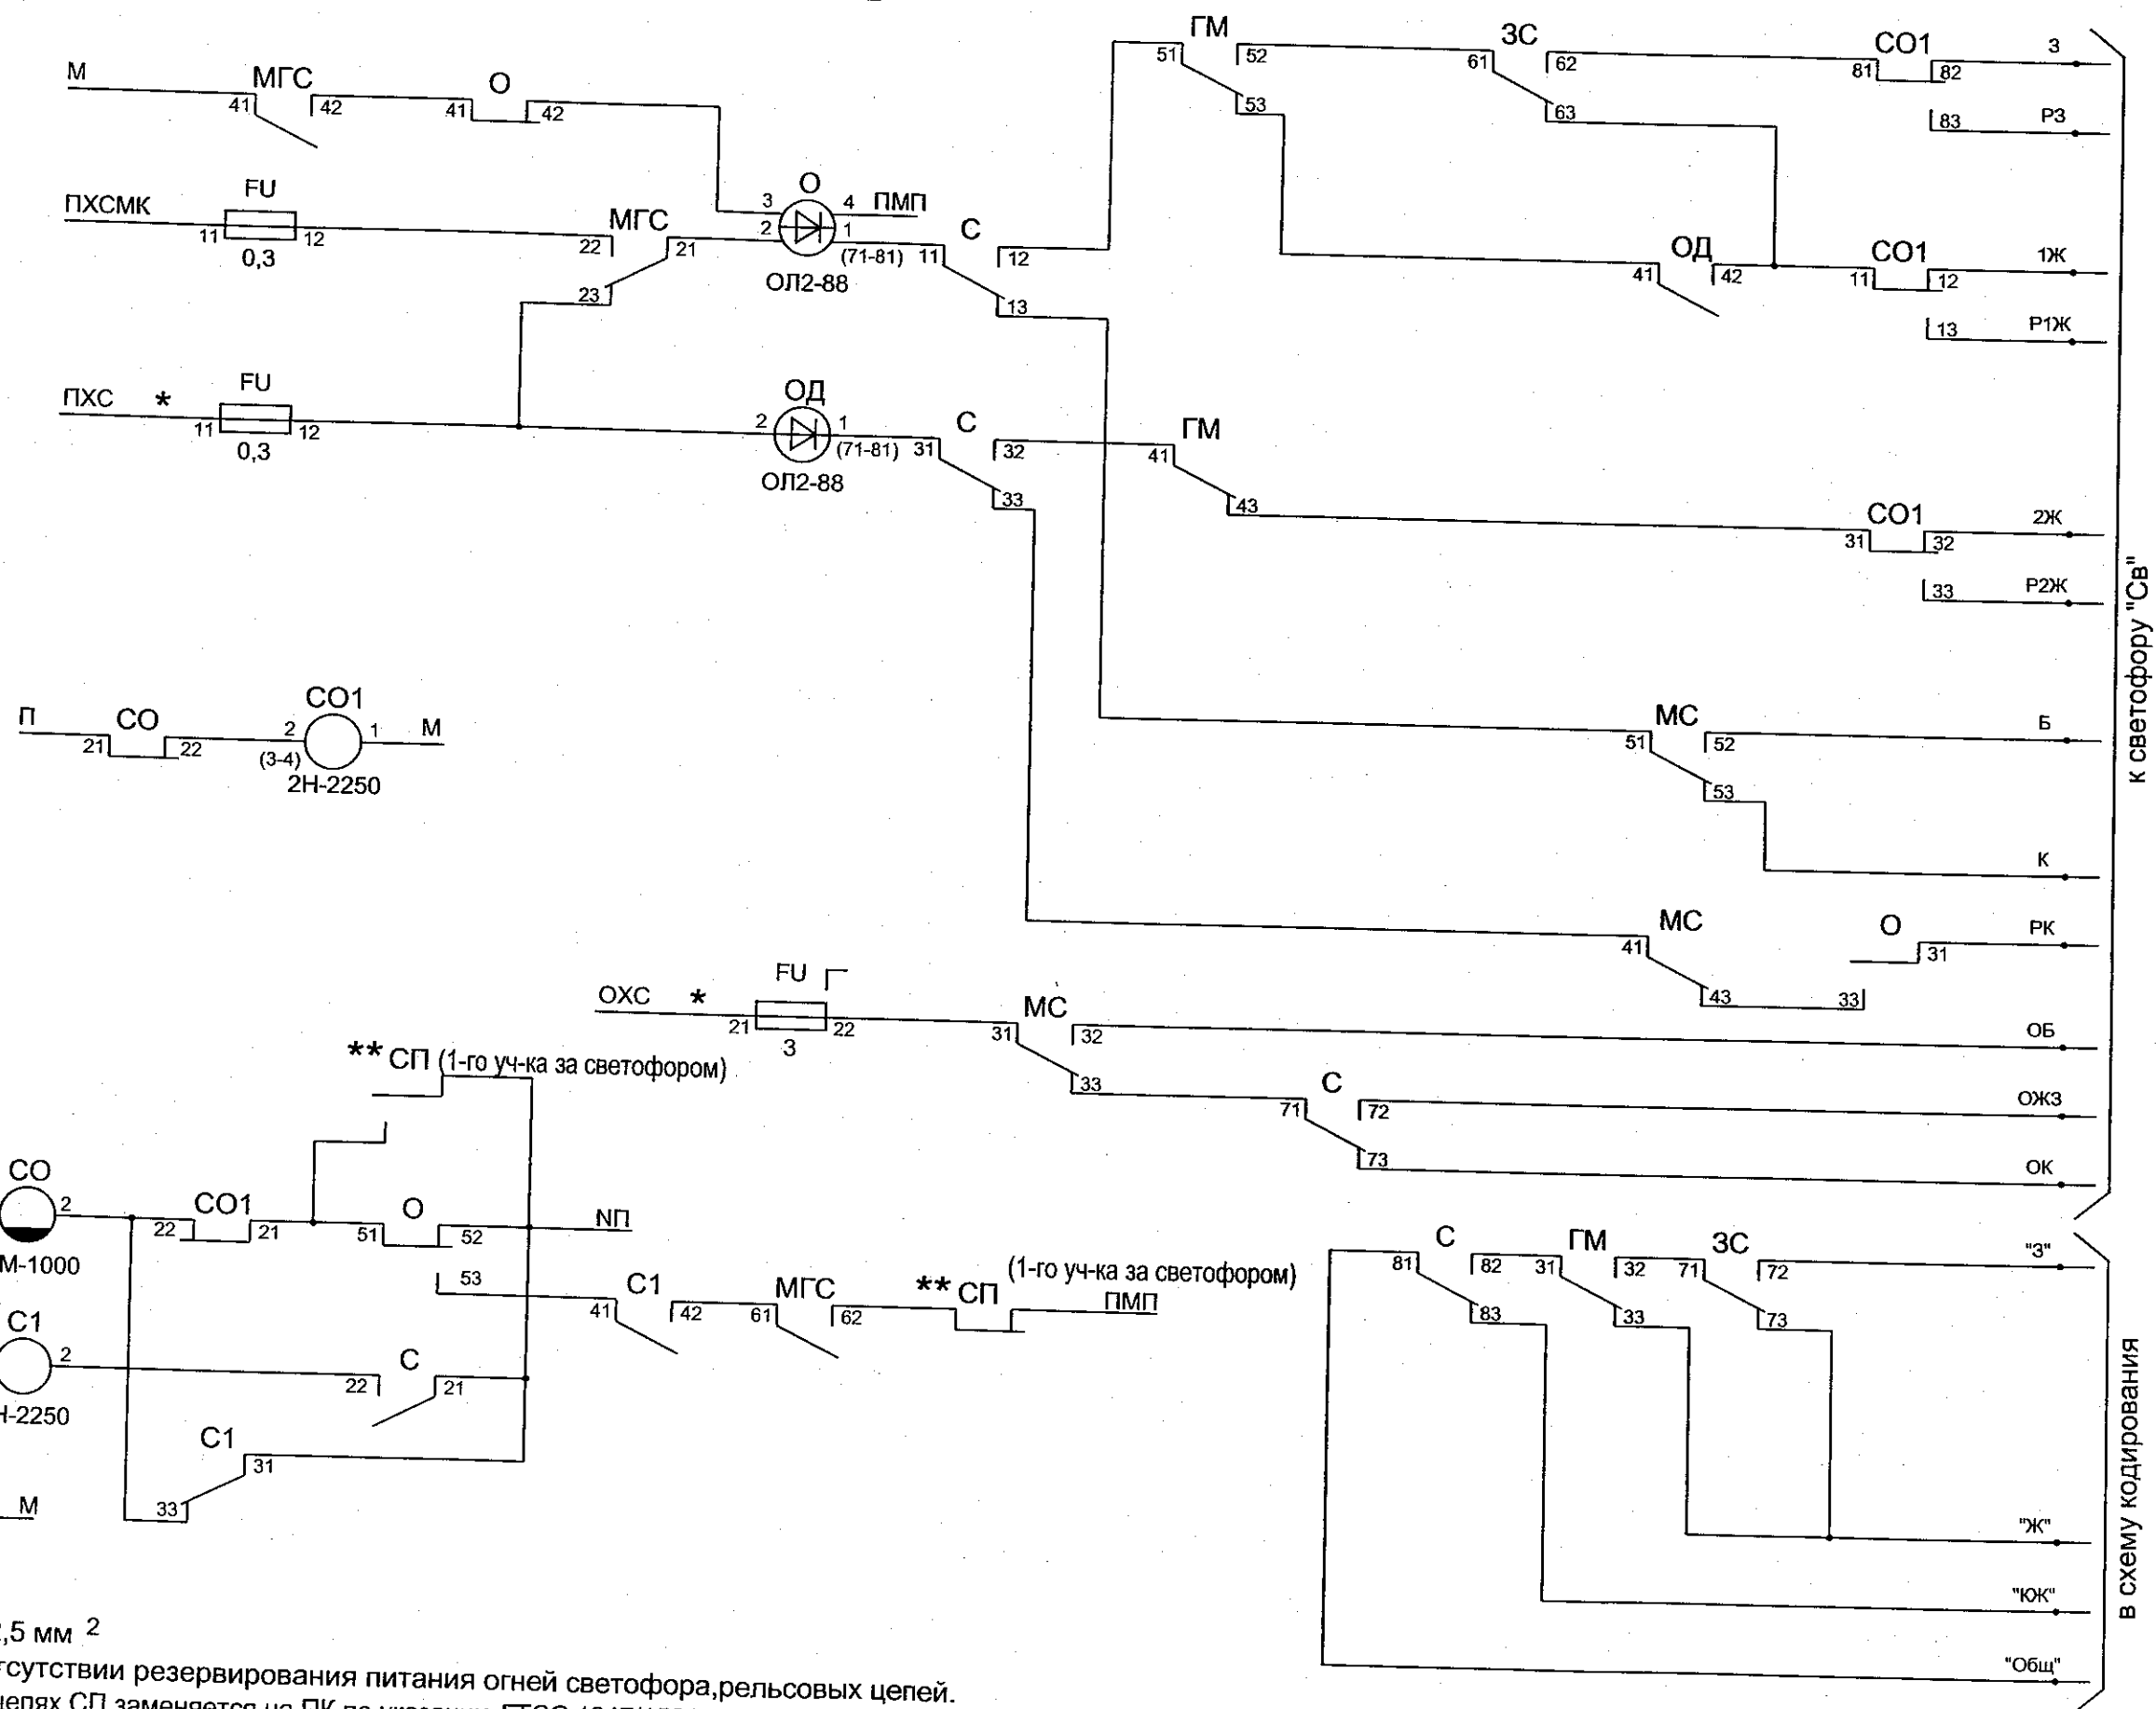 ГМ
51 52
53
ЗС
61 62
63
СО1
81 82
З
83 РЗ
М МГС
41 42
О
41 42
О
3 4 ПМП
2 1
(71-81)
ОЛ2-88
ПХСМК FU
11 12
0,3
МГС
22 21
23
С
11 12
13
ОД
41 42
СО1
11 12
1Ж
13 Р1Ж
ПХС * FU
11 12
0,3
ОД
2 1
(71-81)
ОЛ2-88
С
31 32
33
ГМ
41
43
СО1
31 32
2Ж
33 Р2Ж
к светофору "Св"
П СО
21 22
СО1
2 1 М
(3-4)
2Н-2250
МС
51 52
53
Б
К
МС
41
43 33
О
31
РК
ОХС * FU
21 22
3
МС
31 32
33
ОБ
С
71 72
73
ОЖЗ
ОК
** СП (1-го уч-ка за светофором)
СО
2
М-1000
СО1
22 21
О
51 52
53
NП
С1
41 42
МГС
61 62
** СП (1-го уч-ка за светофором)
ПМП
С1
2
Н-2250
С
22 21
С1
31
33
М
С
81 82
83
ГМ
31 32
33
ЗС
71 72
73
"З"
"Ж"
"КЖ"
"Общ"
в схему кодирования
,5 мм 2
тсутствии резервирования питания огней светофора,рельсовых цепей.
цепях СП заменяется на ПК по